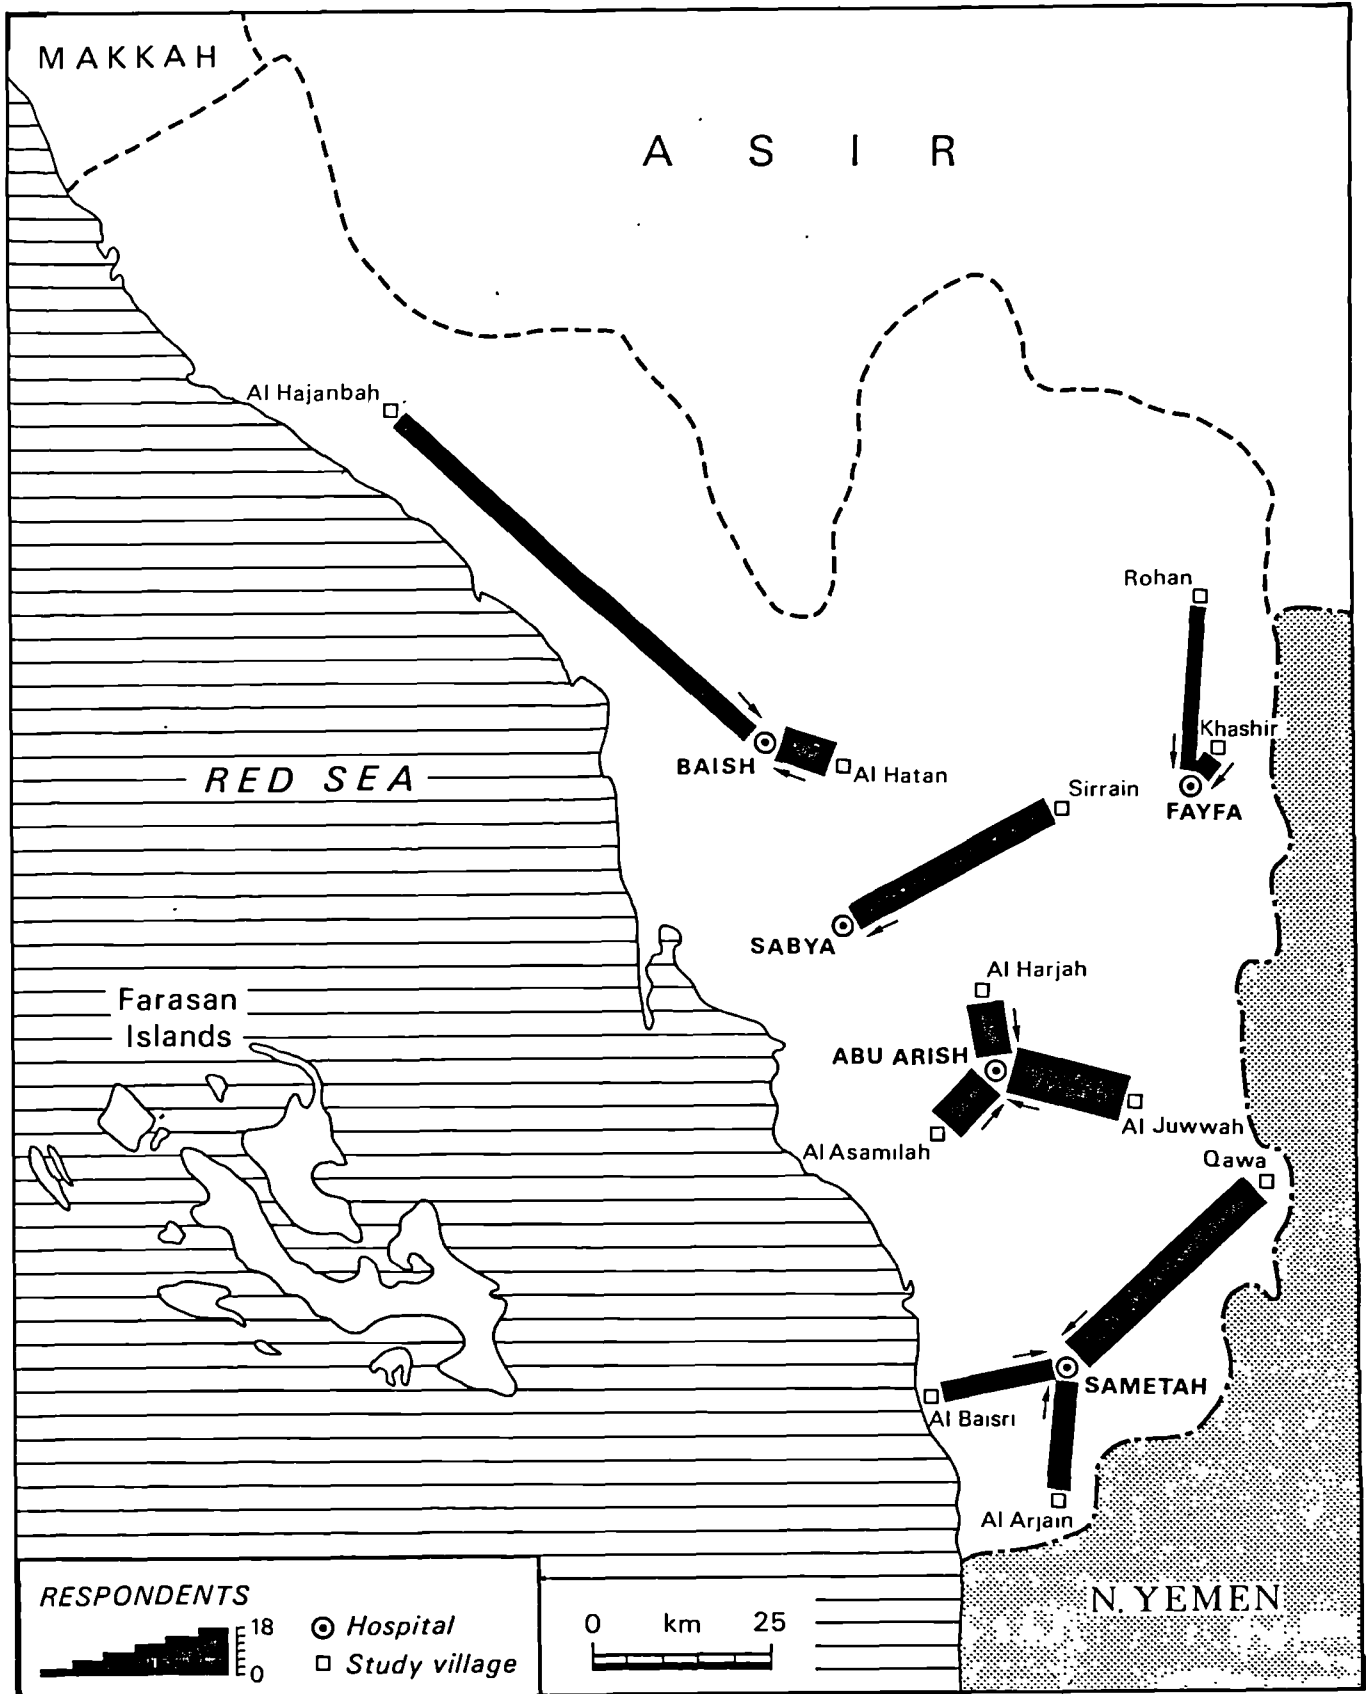 MAKKAH
ASIR
Al Hajanbah
Rohan
Khashir
BAISH
Al Hatan
FAYFA
Sirrain
RED SEA
SABYA
Al Harjah
Farasan
Islands
ABU ARISH
Al Juwwah
Al Asamilah
Qawa
SAMETAH
Al Baisri
Al Arjain
N. YEMEN
RESPONDENTS
18
0
Hospital
Study village
0 km 25